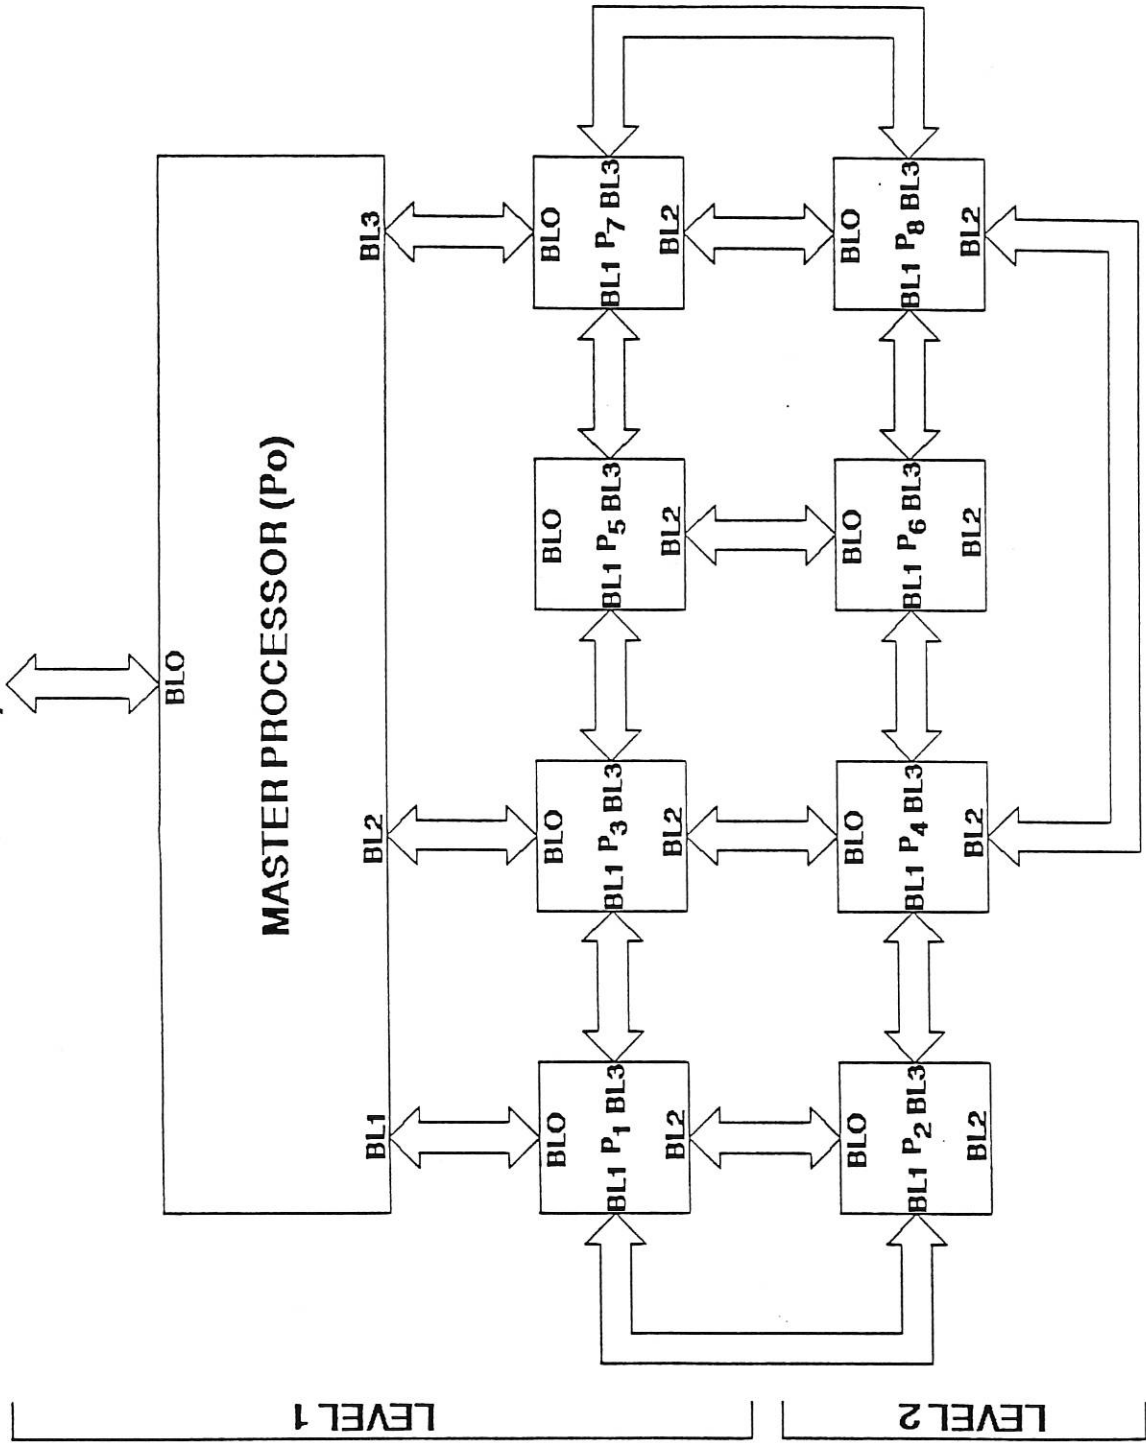 BLO
MASTER PROCESSOR (Po)
BL1
BL2
BL3
BLO
BL1 P1 BL3
BL2
BLO
BL1 P3 BL3
BL2
BLO
BL1 P5 BL3
BL2
BLO
BL1 P7 BL3
BL2
BLO
BL1 P2 BL3
BL2
BLO
BL1 P4 BL3
BL2
BLO
BL1 P6 BL3
BL2
BLO
BL1 P8 BL3
BL2
LEVEL 1
LEVEL 2